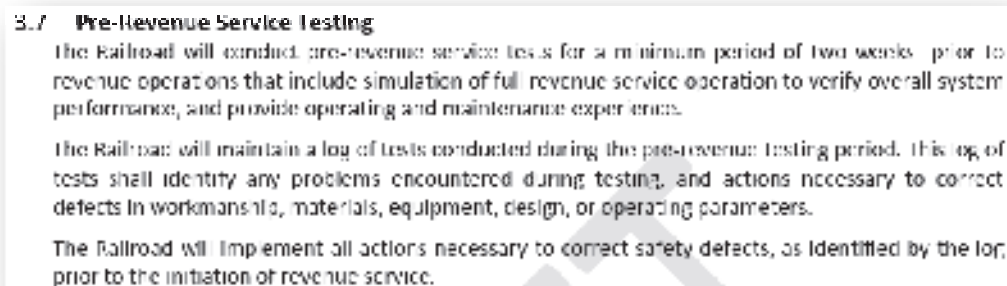 3.7 Pre-Revenue Service Testing
The Railroad will conduct pre-revenue service tests for a minimum period of two weeks prior to
revenue operations that include simulation of full revenue service operation to verify overall system
performance, and provide operating and maintenance experience.
The Railroad will maintain a log of tests conducted during the pre-revenue testing period. This log of
tests shall identify any problems encountered during testing, and actions necessary to correct
defects in workmanship, materials, equipment, design, or operating parameters.
The Railroad will implement all actions necessary to correct safety defects, as identified by the log,
prior to the initiation of revenue service.